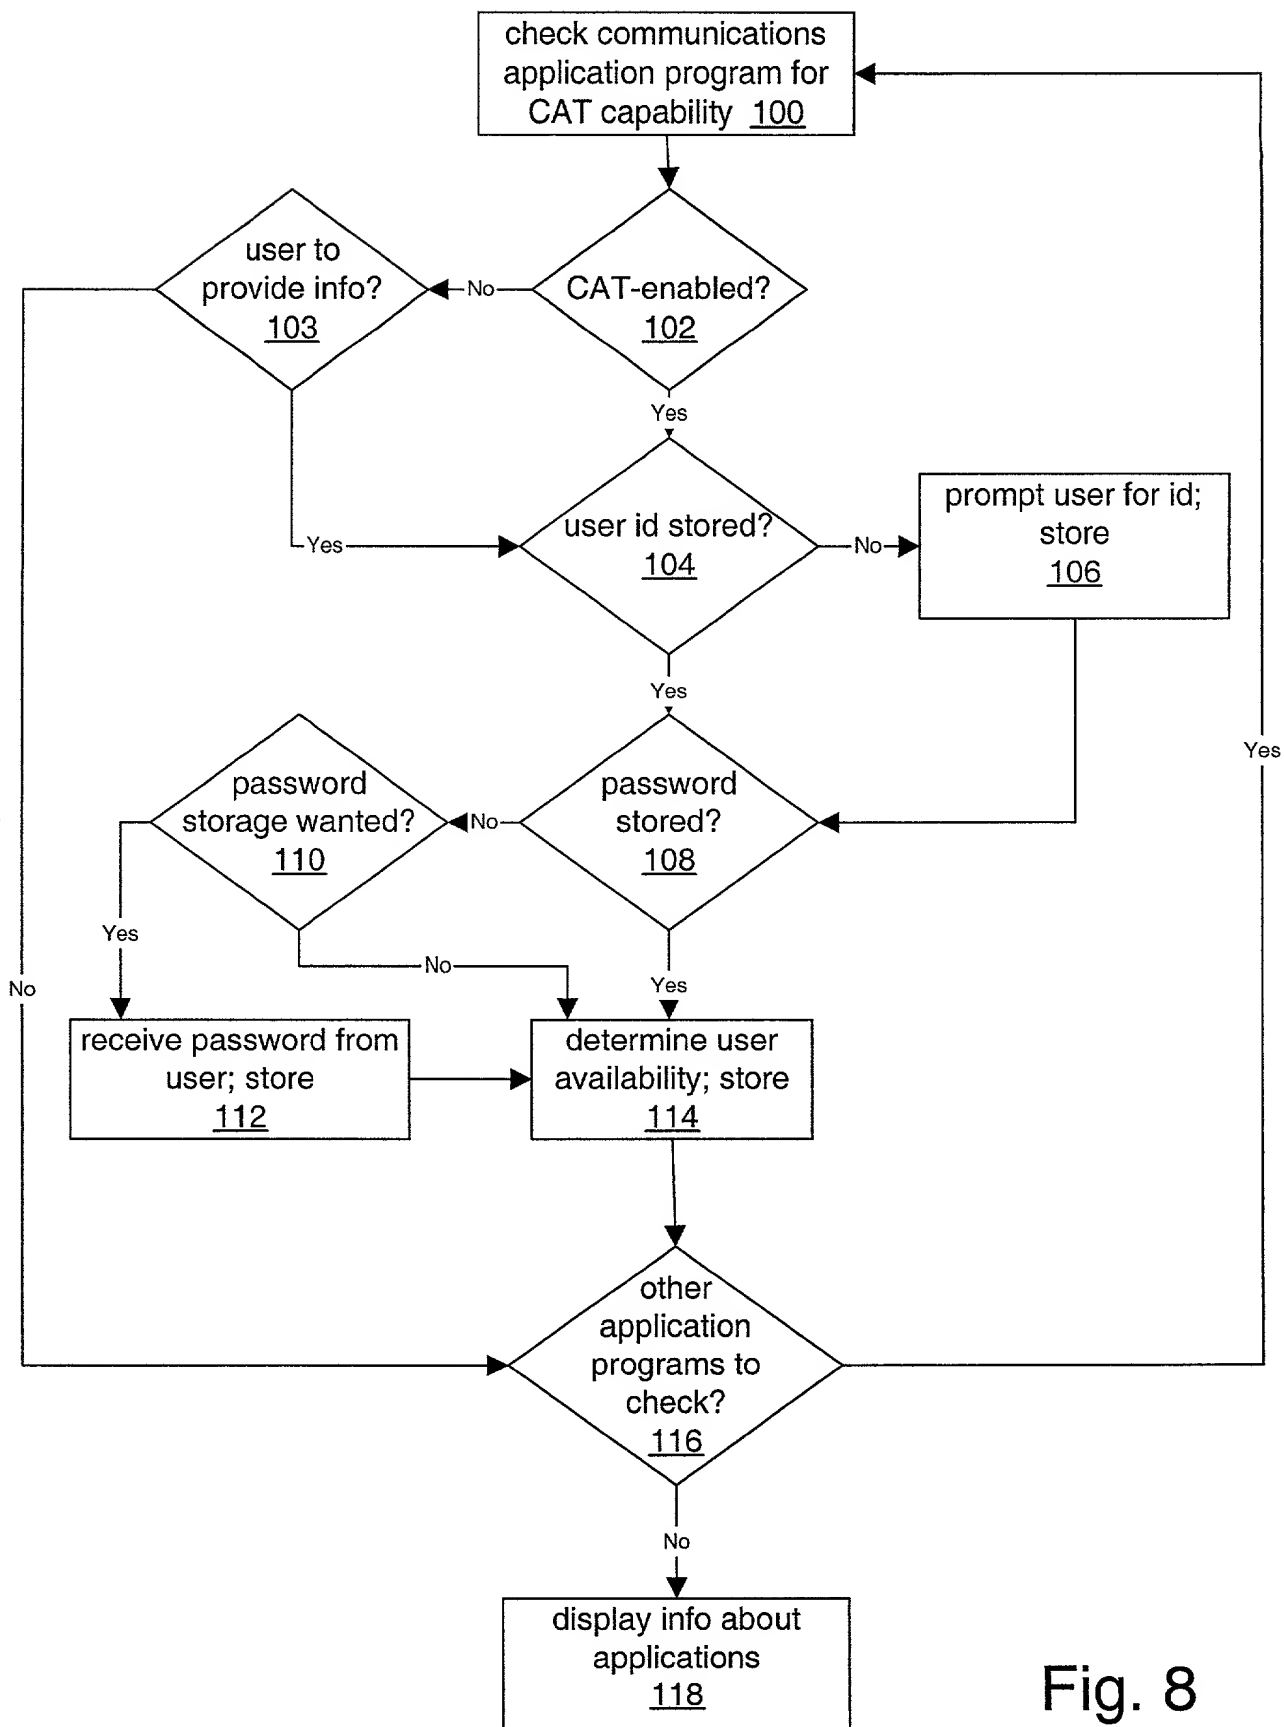 check communications
application program for
CAT capability 100
user to
provide info?
103
No
CAT-enabled?
102
Yes
Yes
user id stored?
104
No
prompt user for id;
store
106
Yes
password
storage wanted?
110
No
password
stored?
108
Yes
Yes
No
Yes
No
receive password from
user; store
112
determine user
availability; store
114
other
application
programs to
check?
116
No
display info about
applications
118
Fig. 8